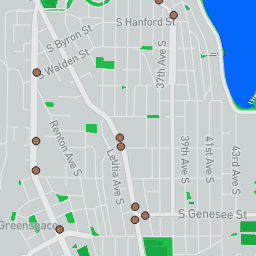 S Hanford St
S Byron St
S Walden St
37th Ave S
Renton Ave S
Letitia Ave S
39th Ave S
41st Ave S
43rd Ave S
S Genesee St
Greenspace